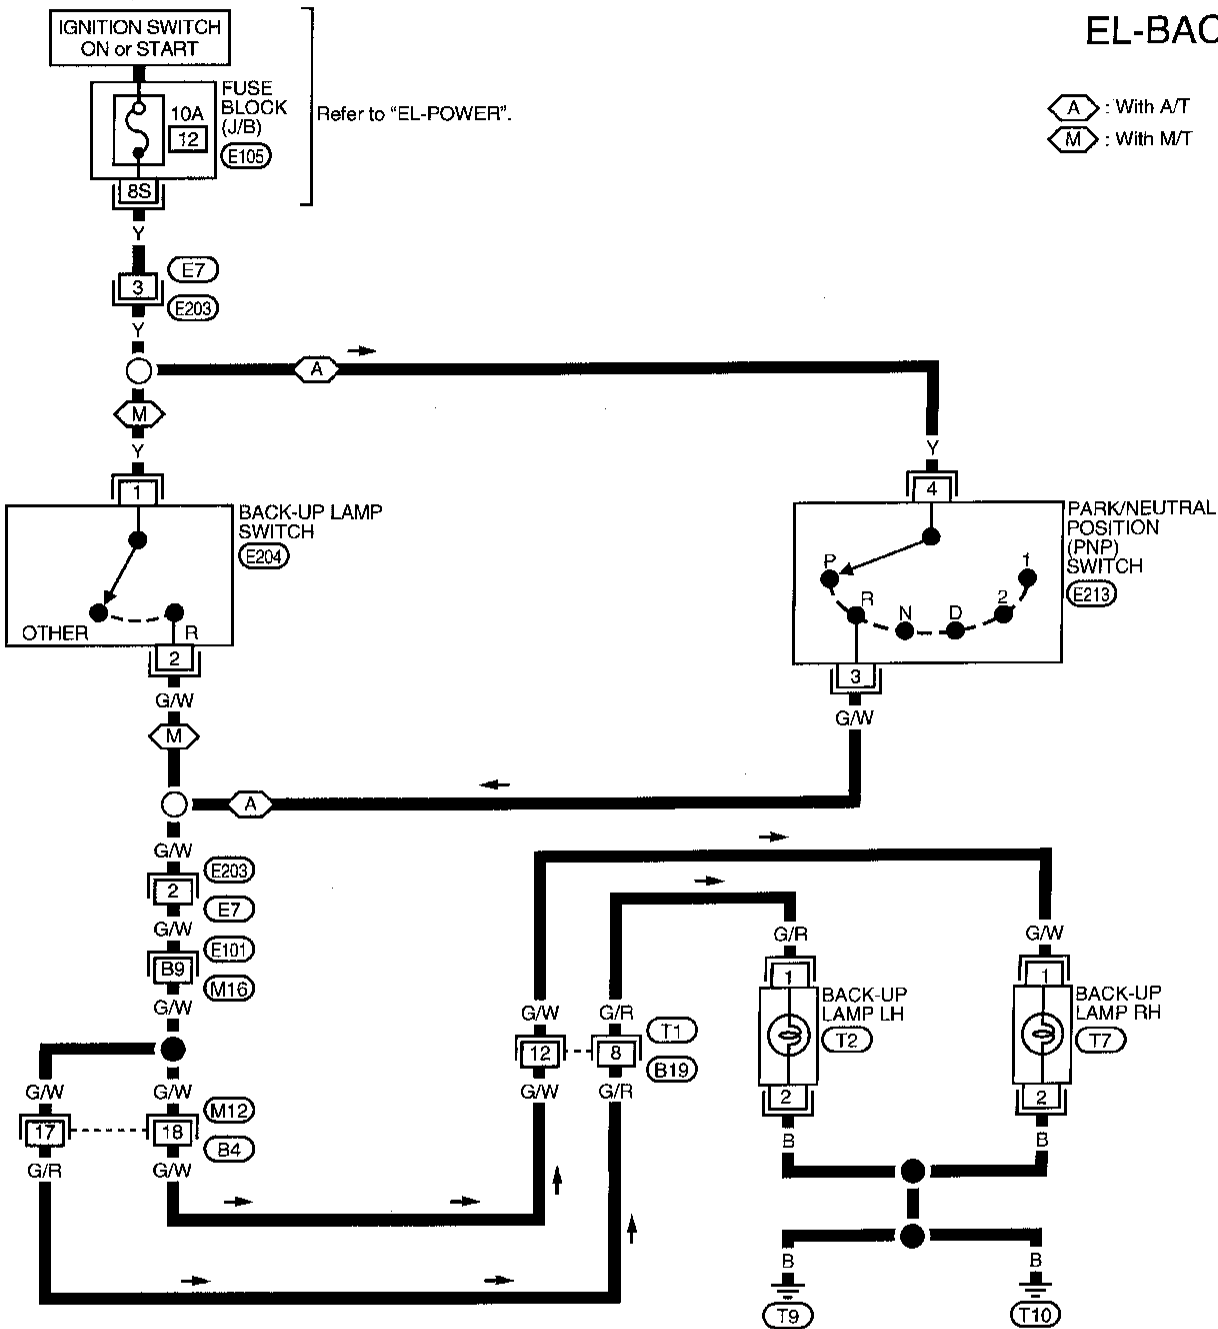 IGNITION SWITCH
ON or START
EL-BAC
FUSE
BLOCK
(J/B)
10A
12
E105
Refer to "EL-POWER".
A : With A/T
M : With M/T
8S
Y
E7
3
E203
Y
A
M
Y
Y
1
4
BACK-UP LAMP
SWITCH
E204
OTHER
R
PARK/NEUTRAL
POSITION
(PNP)
SWITCH
E213
P
R
N
D
2
1
2
3
G/W
G/W
M
A
G/W
E203
2
E7
G/W
E101
B9
M16
G/W
G/R
G/W
1
1
BACK-UP
LAMP LH
T2
BACK-UP
LAMP RH
T7
G/W
G/R
T1
12
8
B19
G/W
G/R
2
2
G/W
G/W
M12
17
18
B4
G/R
G/W
B
B
B
B
T9
T10